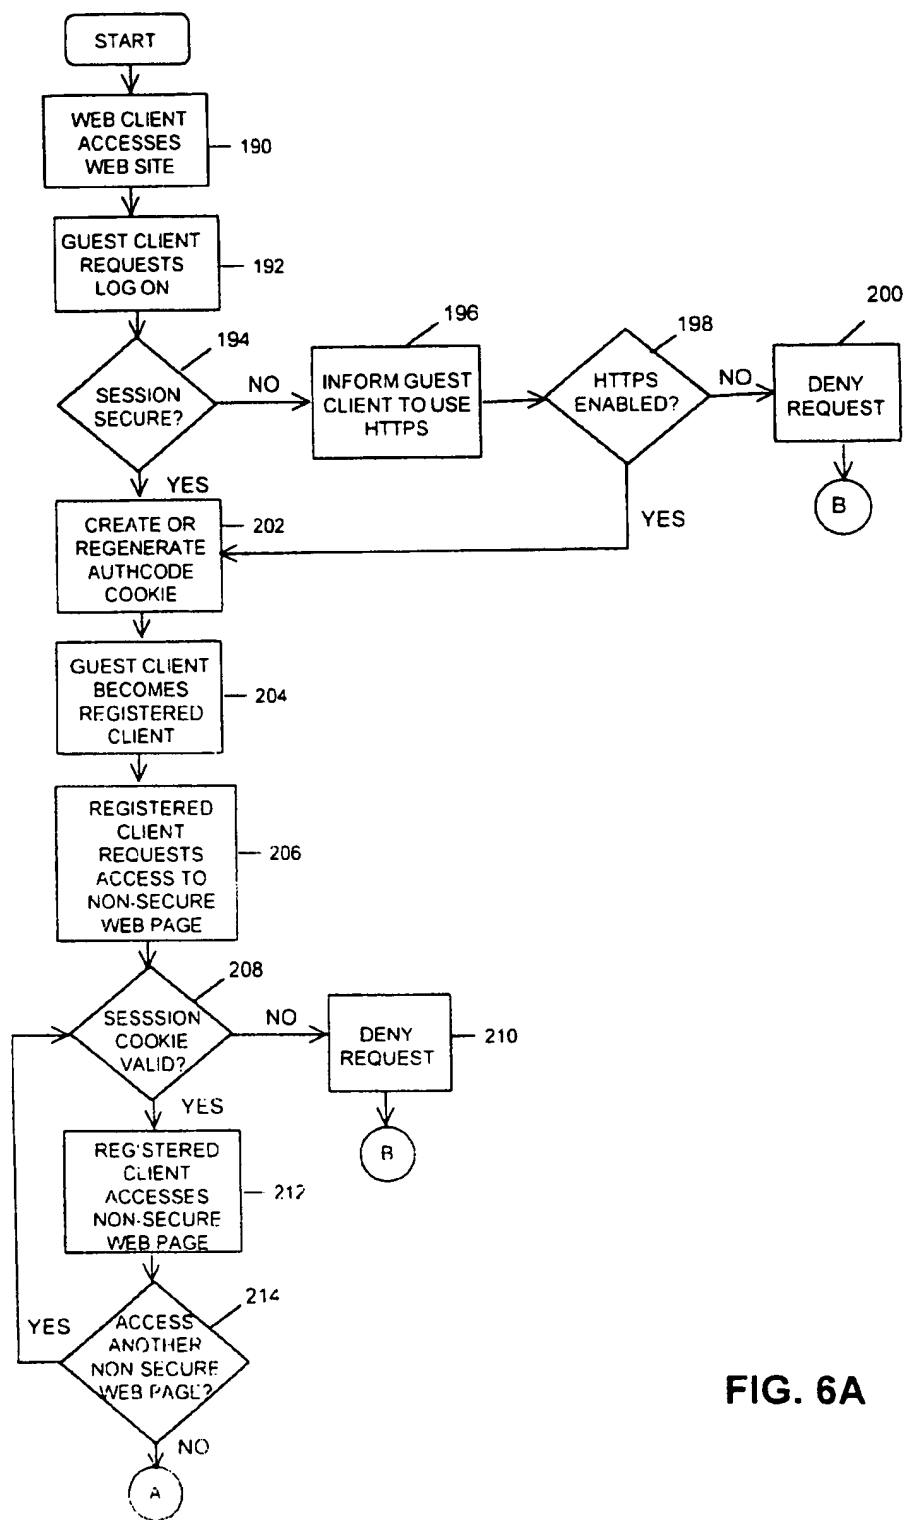 START
WEB CLIENT
ACCESSES
WEB SITE
190
GUEST CLIENT
REQUESTS
LOG ON
192
194
SESSION
SECURE?
NO
196
INFORM GUEST
CLIENT TO USE
HTTPS
198
HTTPS
ENABLED?
NO
200
DENY
REQUEST
B
YES
YES
CREATE OR
REGENERATE
AUTHCODE
COOKIE
202
GUEST CLIENT
BECOMES
REGISTERED
CLIENT
204
REGISTERED
CLIENT
REQUESTS
ACCESS TO
NON-SECURE
WEB PAGE
206
208
SESSSION
COOKIE
VALID?
NO
DENY
REQUEST
210
B
YES
REGISTERED
CLIENT
ACCESSES
NON-SECURE
WEB PAGE
212
214
YES
ACCESS
ANOTHER
NON SECURE
WEB PAGE?
NO
A
FIG. 6A